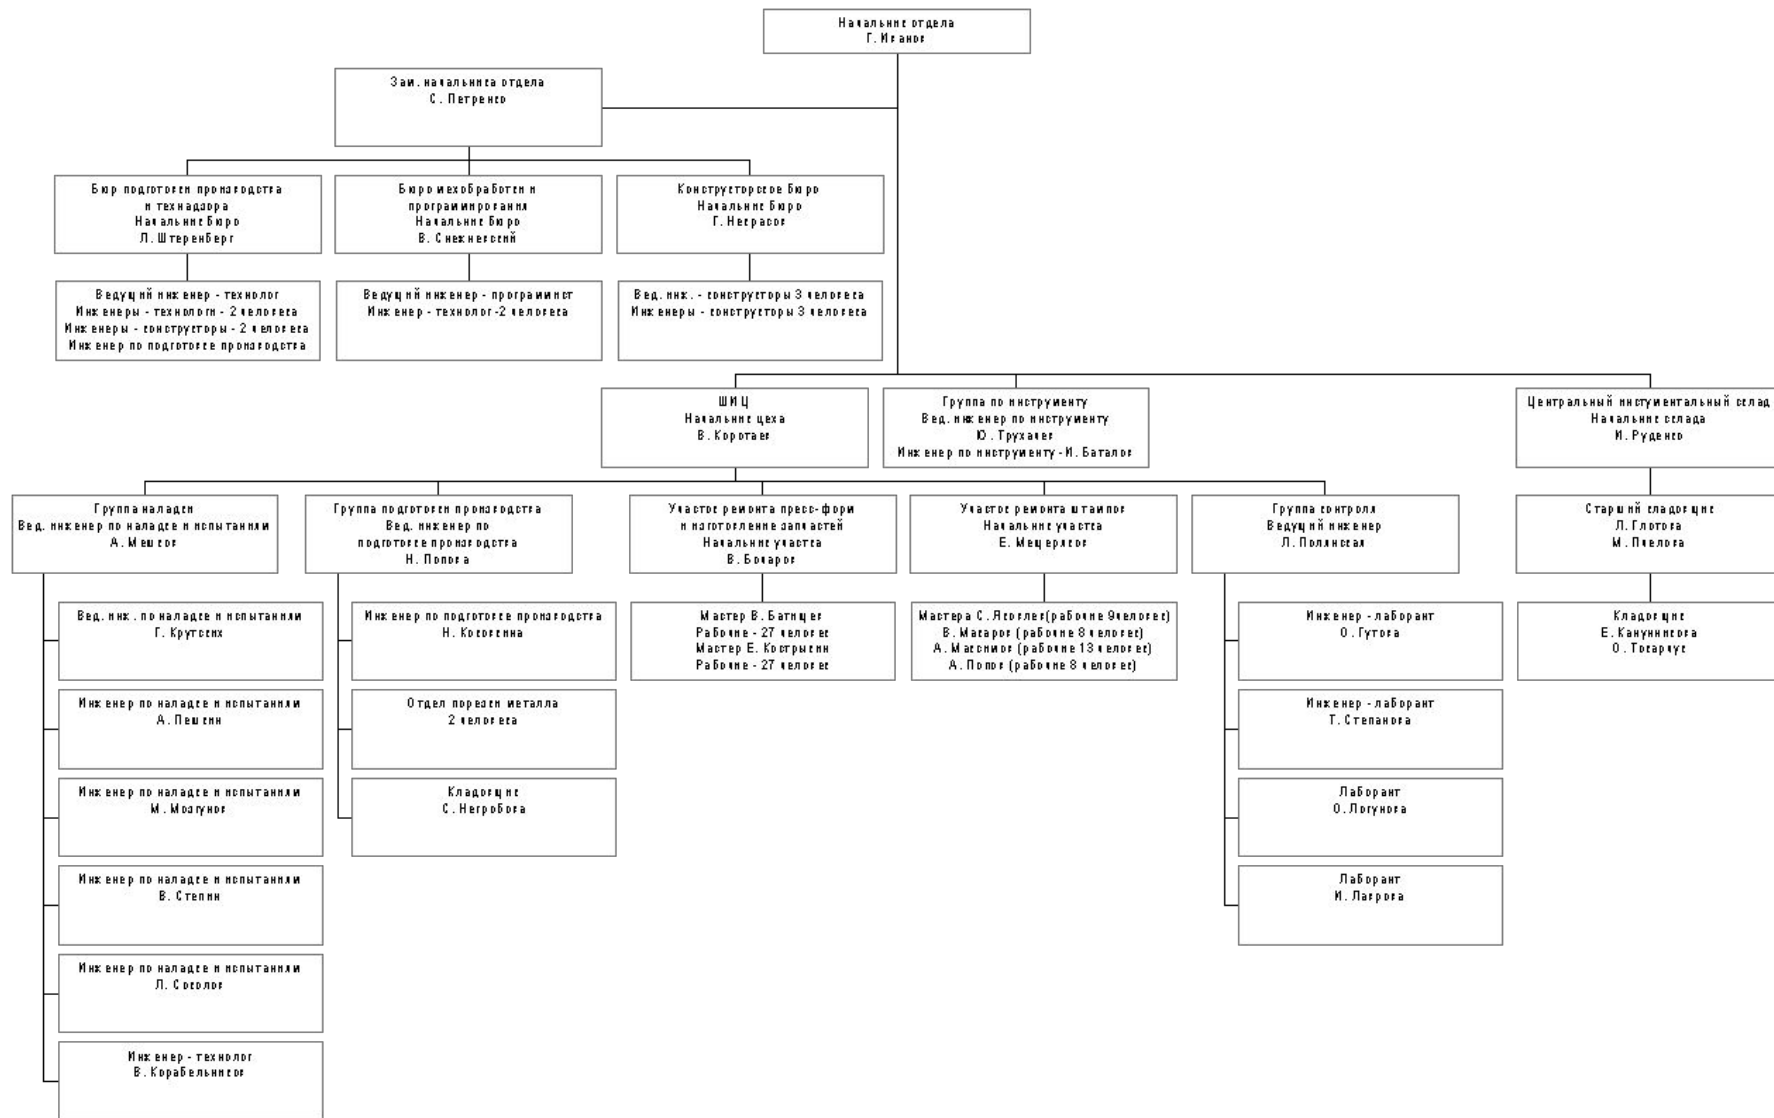 Начальник отдела
Г. Иванов
Зам. начальника отдела
С. Петренко
Бюр подготовки производства
и технадзора
Начальник бюро
Л. Штеренберг
Бюро мехобработки и
программирования
Начальник бюро
В. Снежневский
Конструкторское бюро
Начальник бюро
Г. Некрасов
Ведущий инженер - технолог
Инженеры - технологи - 2 человека
Инженеры - конструкторы - 2 человека
Инженер по подготовке производства
Ведущий инженер - программист
Инженер - технолог-2 человека
Вед. инж. - конструкторы 3 человека
Инженеры - конструкторы 3 человека
ШИЦ
Начальник цеха
В. Коротаев
Группа по инструменту
Вед. инженер по инструменту
Ю. Трухачев
Инженер по инструменту - И. Баталов
Центральный инстументальный склад
Начальник склада
И. Руденко
Группа наладки
Вед. инженер по наладке и испытаниям
А. Мешков
Группа подготовки производства
Вед. инженер по
подготовке производства
Н. Попова
Участок ремонта пресс-форм
и изготовление запчастей
Начальник участка
В. Бочаров
Участок ремонта штампов
Начальник участка
Е. Мещеряков
Группа контроля
Ведущий инженер
Л. Полянская
Старший кладовщик
Л. Глотова
М. Пчелова
Вед. инж. по наладке и испытаниям
Г. Крутских
Инженер по наладке и испытаниям
А. Пешкин
Инженер по наладке и испытаниям
М. Мозгунов
Инженер по наладке и испытаниям
В. Степин
Инженер по наладке и испытаниям
Л. Соколов
Инженер - технолог
В. Корабельников
Инженер по подготовке производства
Н. Косовкина
Отдел порезки металла
2 человека
Кладовщик
С. Негробова
Мастер В. Батищев
Рабочие - 27 человек
Мастер Е. Кострыкин
Рабочие - 27 человек
Мастера С. Яковлев(рабочие 9человек)
В. Макаров (рабочие 8 человек)
А. Максимов (рабочие 13 человек)
А. Попов (рабочие 8 человек)
Инженер - лаборант
О. Гутова
Инженер - лаборант
Т. Степанова
Лаборант
О. Логунова
Лаборант
И. Лаврова
Кладовщик
Е. Канунникова
О. Токарчук